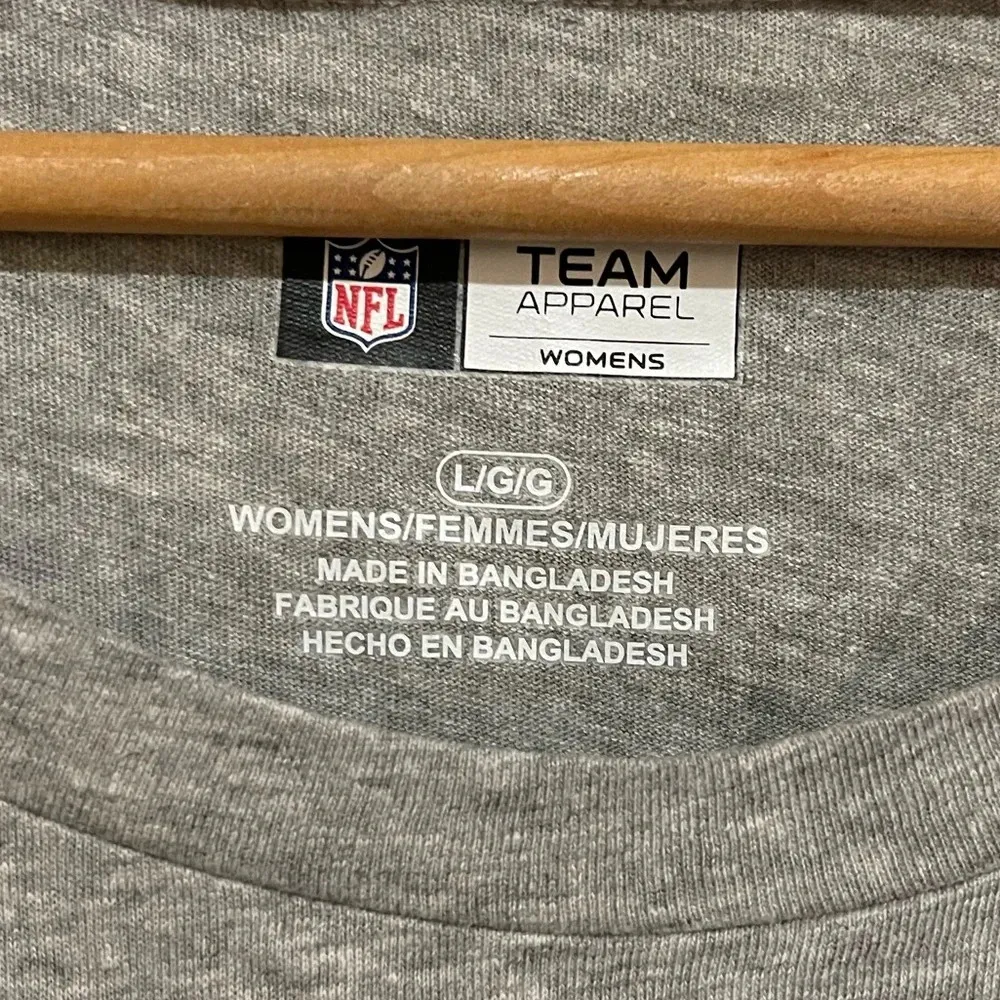 NFL
TEAM
APPAREL
WOMENS
L/G/G
WOMENS/FEMMES/MUJERES
MADE IN BANGLADESH
FABRIQUE AU BANGLADESH
HECHO EN BANGLADESH